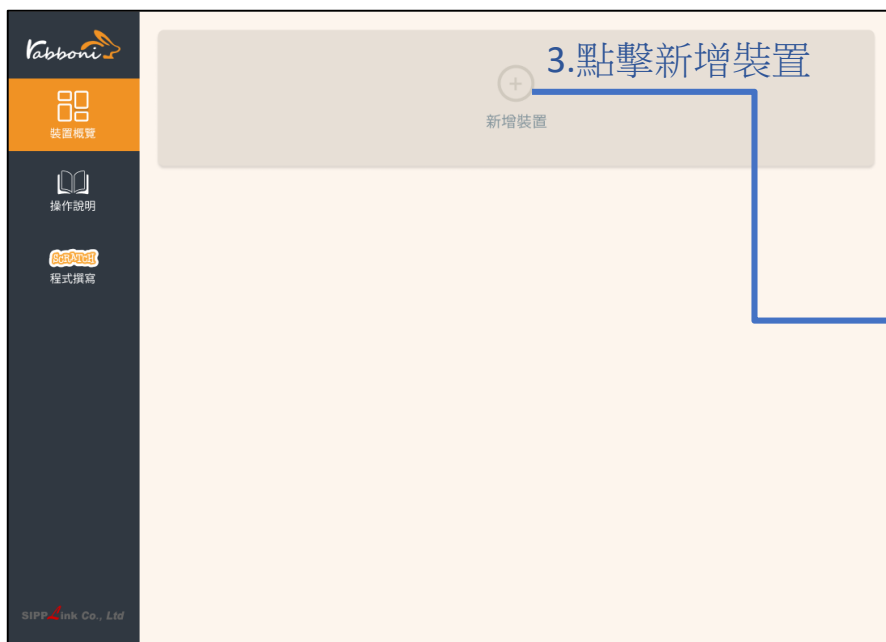 rabboni
3.點擊新增裝置
新增裝置
裝置概覽
操作說明
SCRATCH
程式撰寫
SIPPLink Co., Ltd